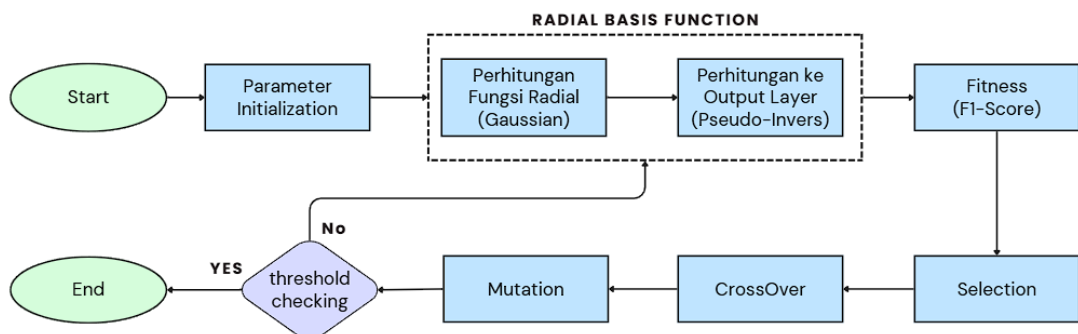 RADIAL BASIS FUNCTION
Start
Parameter
Initialization
Perhitungan
Fungsi Radial
(Gaussian)
Perhitungan ke
Output Layer
(Pseudo-Invers)
Fitness
(F1-Score)
No
YES
End
threshold
checking
Mutation
CrossOver
Selection